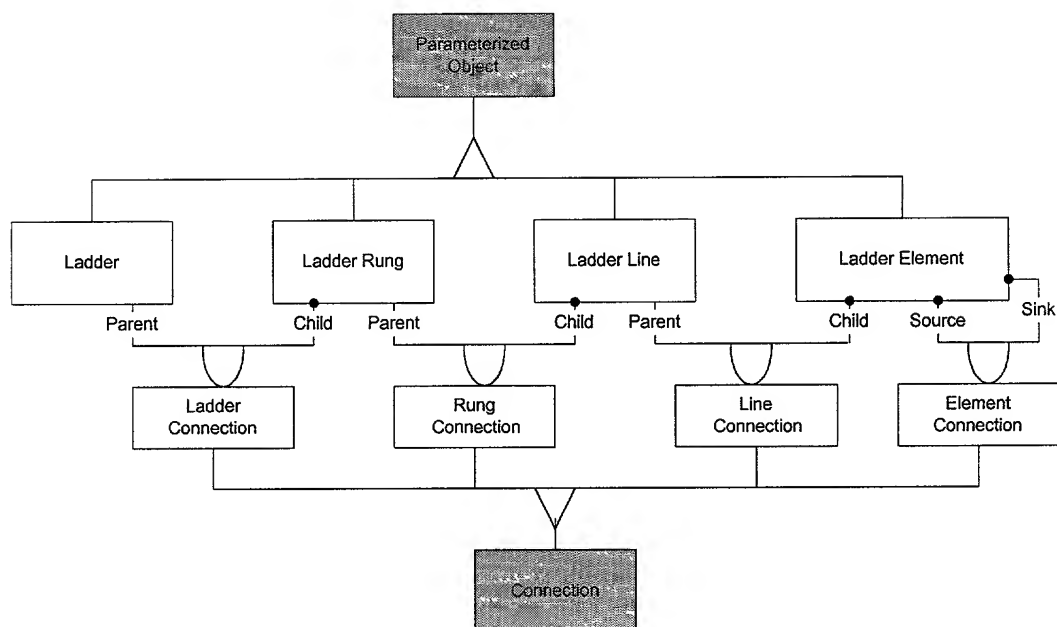 Parameterized
Object
Ladder
Ladder Rung
Ladder Line
Ladder Element
Parent
Child
Parent
Child
Parent
Child
Source
Sink
Ladder
Connection
Rung
Connection
Line
Connection
Element
Connection
Connection